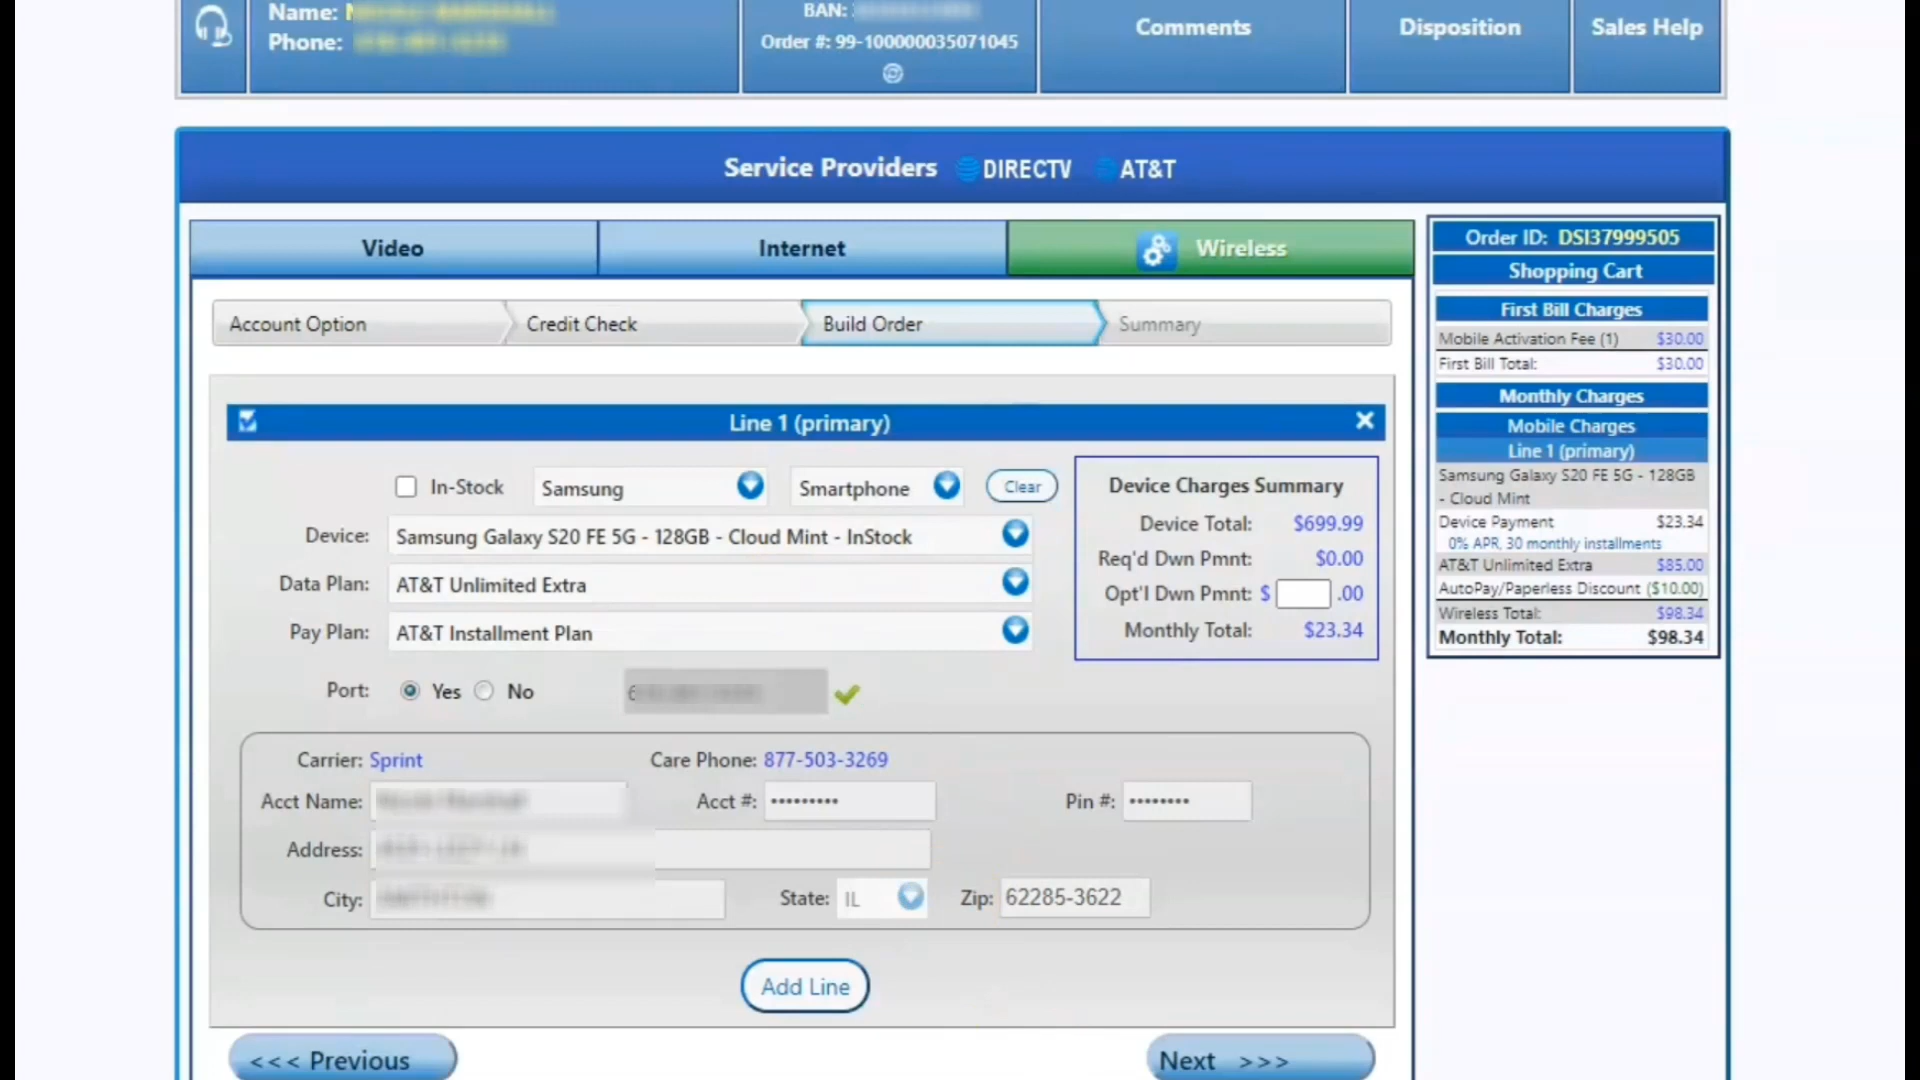 Name:
Phone:
BAN:
Order #: 99-100000035071045
Comments
Disposition
Sales Help
Service Providers DIRECTV AT&T
Video
Internet
Wireless
Account Option
Credit Check
Build Order
Summary
Line 1 (primary)
In-Stock
Samsung
Smartphone
Clear
Device: Samsung Galaxy S20 FE 5G - 128GB - Cloud Mint - InStock
Data Plan: AT&T Unlimited Extra
Pay Plan: AT&T Installment Plan
Port: Yes No
Device Charges Summary
Device Total: $699.99
Req'd Dwn Pmnt: $0.00
Opt'l Dwn Pmnt: $ .00
Monthly Total: $23.34
Carrier: Sprint
Care Phone: 877-503-3269
Acct Name:
Acct #: •••••••••
Pin #: ••••••••
Address:
City:
State: IL
Zip: 62285-3622
Add Line
<<< Previous
Next >>>
Order ID: DSI37999505
Shopping Cart
First Bill Charges
Mobile Activation Fee (1) $30.00
First Bill Total: $30.00
Monthly Charges
Mobile Charges
Line 1 (primary)
Samsung Galaxy S20 FE 5G - 128GB
- Cloud Mint
Device Payment $23.34
0% APR, 30 monthly installments
AT&T Unlimited Extra $85.00
AutoPay/Paperless Discount ($10.00)
Wireless Total: $98.34
Monthly Total: $98.34